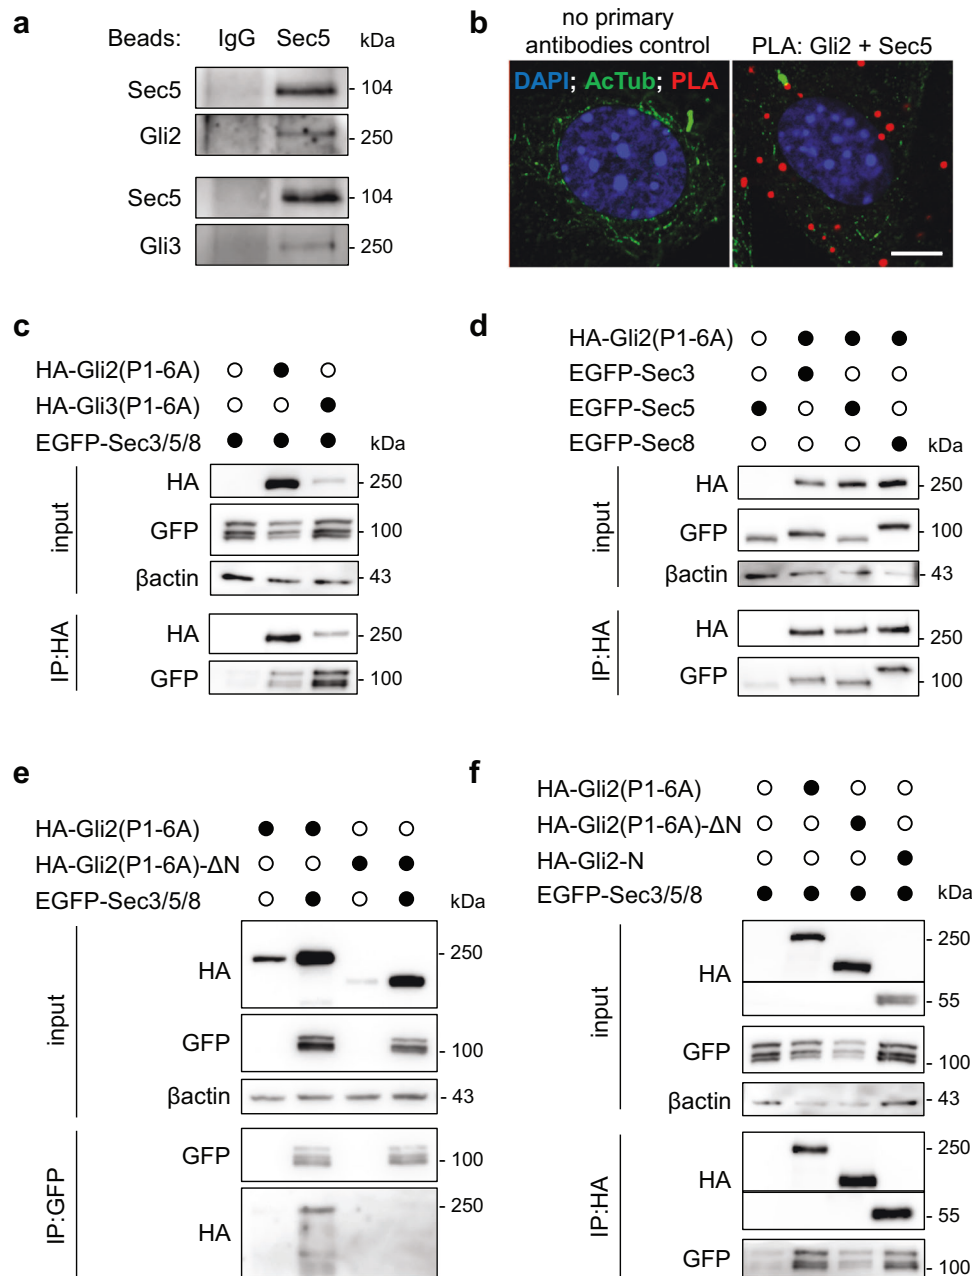 a
Beads: IgG Sec5 kDa
Sec5 - 104
Gli2 - 250
Sec5 - 104
Gli3 - 250
b
no primary
antibodies control
PLA: Gli2 + Sec5
DAPI; AcTub; PLA
c
HA-Gli2(P1-6A)
HA-Gli3(P1-6A)
EGFP-Sec3/5/8 kDa
input
HA - 250
GFP - 100
βactin - 43
IP:HA
HA - 250
GFP - 100
d
HA-Gli2(P1-6A)
EGFP-Sec3
EGFP-Sec5
EGFP-Sec8 kDa
input
HA - 250
GFP - 100
βactin - 43
IP:HA
HA - 250
GFP - 100
e
HA-Gli2(P1-6A)
HA-Gli2(P1-6A)-ΔN
EGFP-Sec3/5/8 kDa
input
HA - 250
GFP - 100
βactin - 43
IP:GFP
GFP - 100
HA - 250
f
HA-Gli2(P1-6A)
HA-Gli2(P1-6A)-ΔN
HA-Gli2-N
EGFP-Sec3/5/8 kDa
input
HA - 250
- 55
GFP - 100
βactin - 43
IP:HA
HA - 250
- 55
GFP - 100